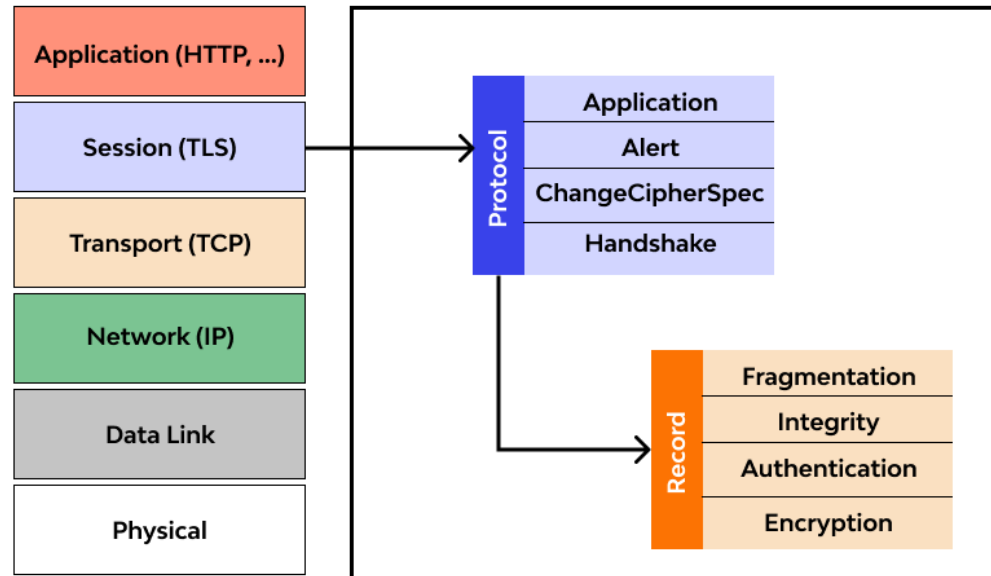 Application (HTTP, ...)
Session (TLS)
Transport (TCP)
Network (IP)
Data Link
Physical
Protocol
Application
Alert
ChangeCipherSpec
Handshake
Record
Fragmentation
Integrity
Authentication
Encryption